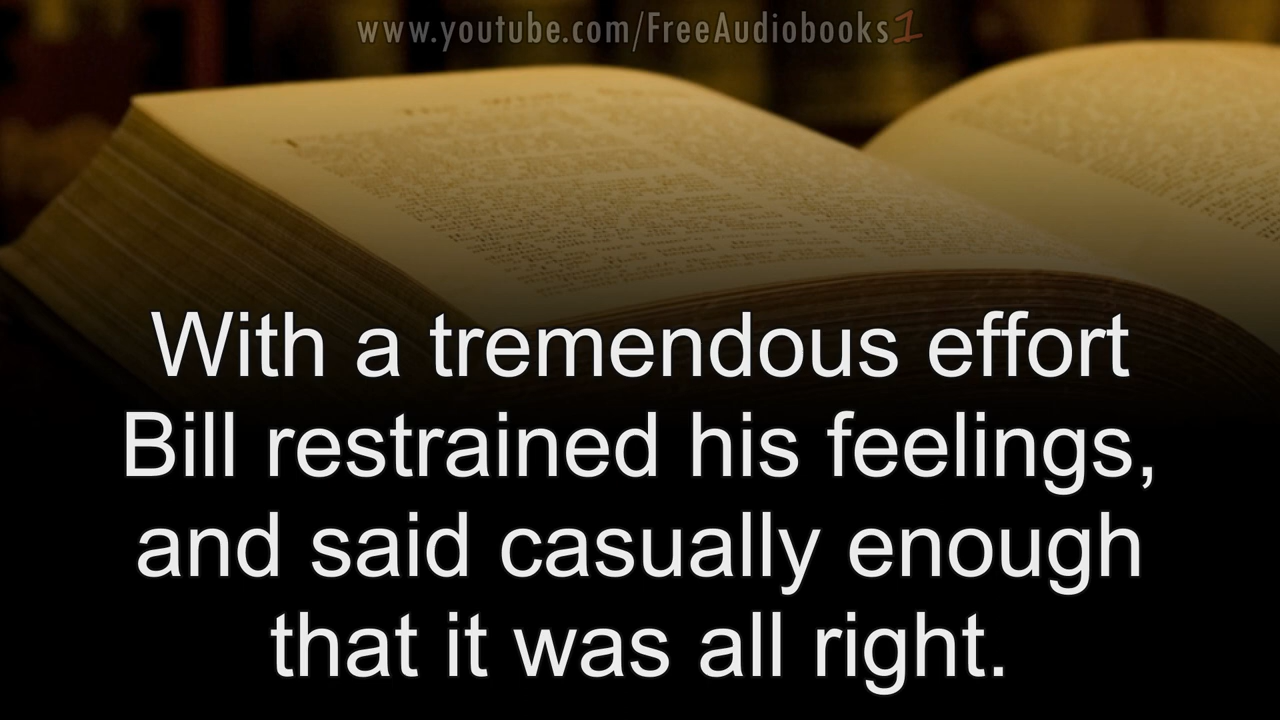 www.youtube.com/FreeAudiobooks1
With a tremendous effort
Bill restrained his feelings,
and said casually enough
that it was all right.